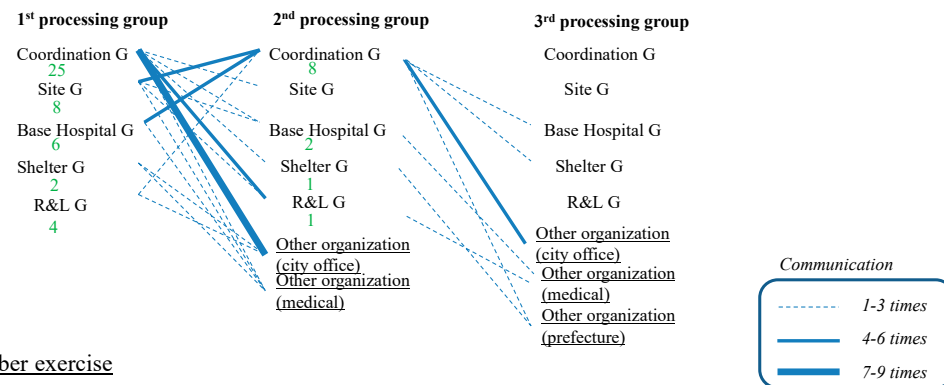 1st processing group
2nd processing group
3rd processing group
Coordination G
25
Site G
8
Base Hospital G
6
Shelter G
2
R&L G
4
Coordination G
8
Site G
Base Hospital G
2
Shelter G
1
R&L G
1
Other organization
(city office)
Other organization
(medical)
Coordination G
Site G
Base Hospital G
Shelter G
R&L G
Other organization
(city office)
Other organization
(medical)
Other organization
(prefecture)
Communication
1-3 times
4-6 times
7-9 times
exercise